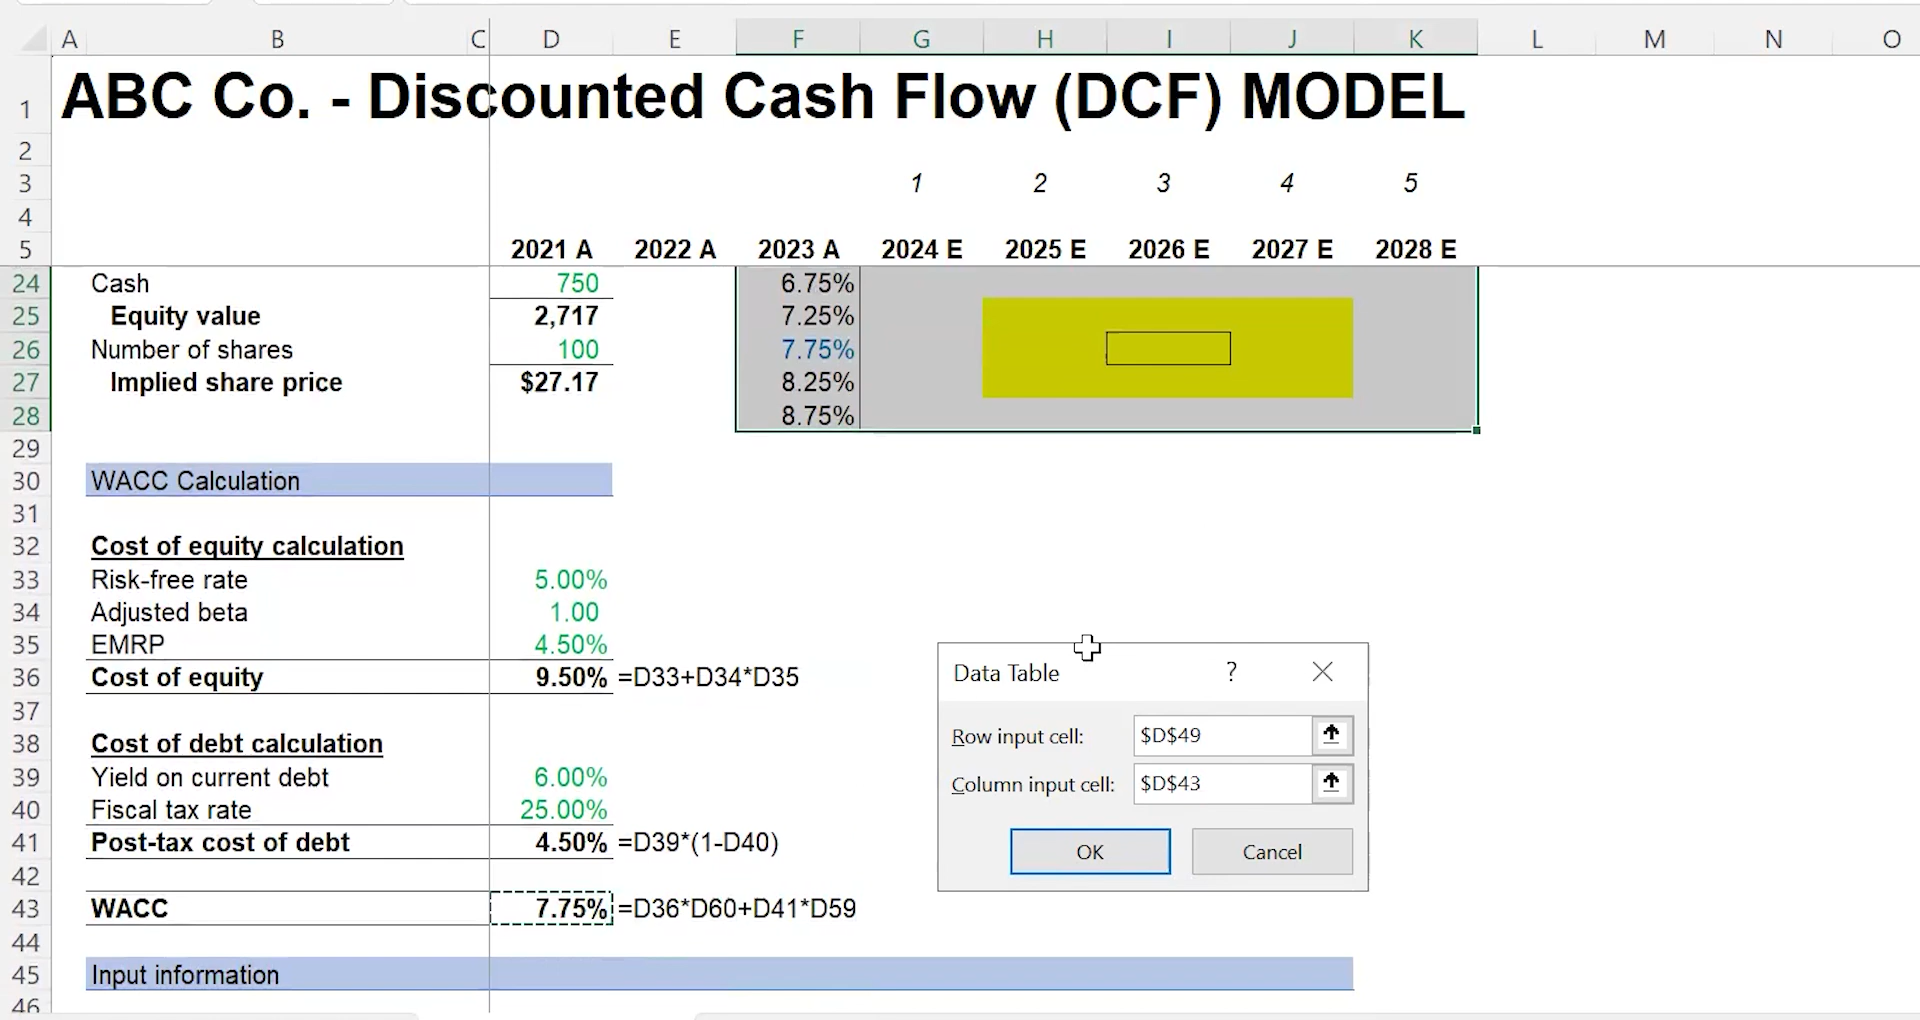 A B C D E F G H I J K L M N O
1 ABC Co. - Discounted Cash Flow (DCF) MODEL
2
3 1 2 3 4 5
4
5 2021 A 2022 A 2023 A 2024 E 2025 E 2026 E 2027 E 2028 E
24 Cash 750 6.75%
25 Equity value 2,717 7.25%
26 Number of shares 100 7.75%
27 Implied share price $27.17 8.25%
28 8.75%
29
30 WACC Calculation
31
32 Cost of equity calculation
33 Risk-free rate 5.00%
34 Adjusted beta 1.00
35 EMRP 4.50%
36 Cost of equity 9.50% =D33+D34*D35
37
38 Cost of debt calculation
39 Yield on current debt 6.00%
40 Fiscal tax rate 25.00%
41 Post-tax cost of debt 4.50% =D39*(1-D40)
42
43 WACC 7.75% =D36*D60+D41*D59
44
45 Input information
46
Data Table ?
Row input cell: $D$49
Column input cell: $D$43
OK Cancel